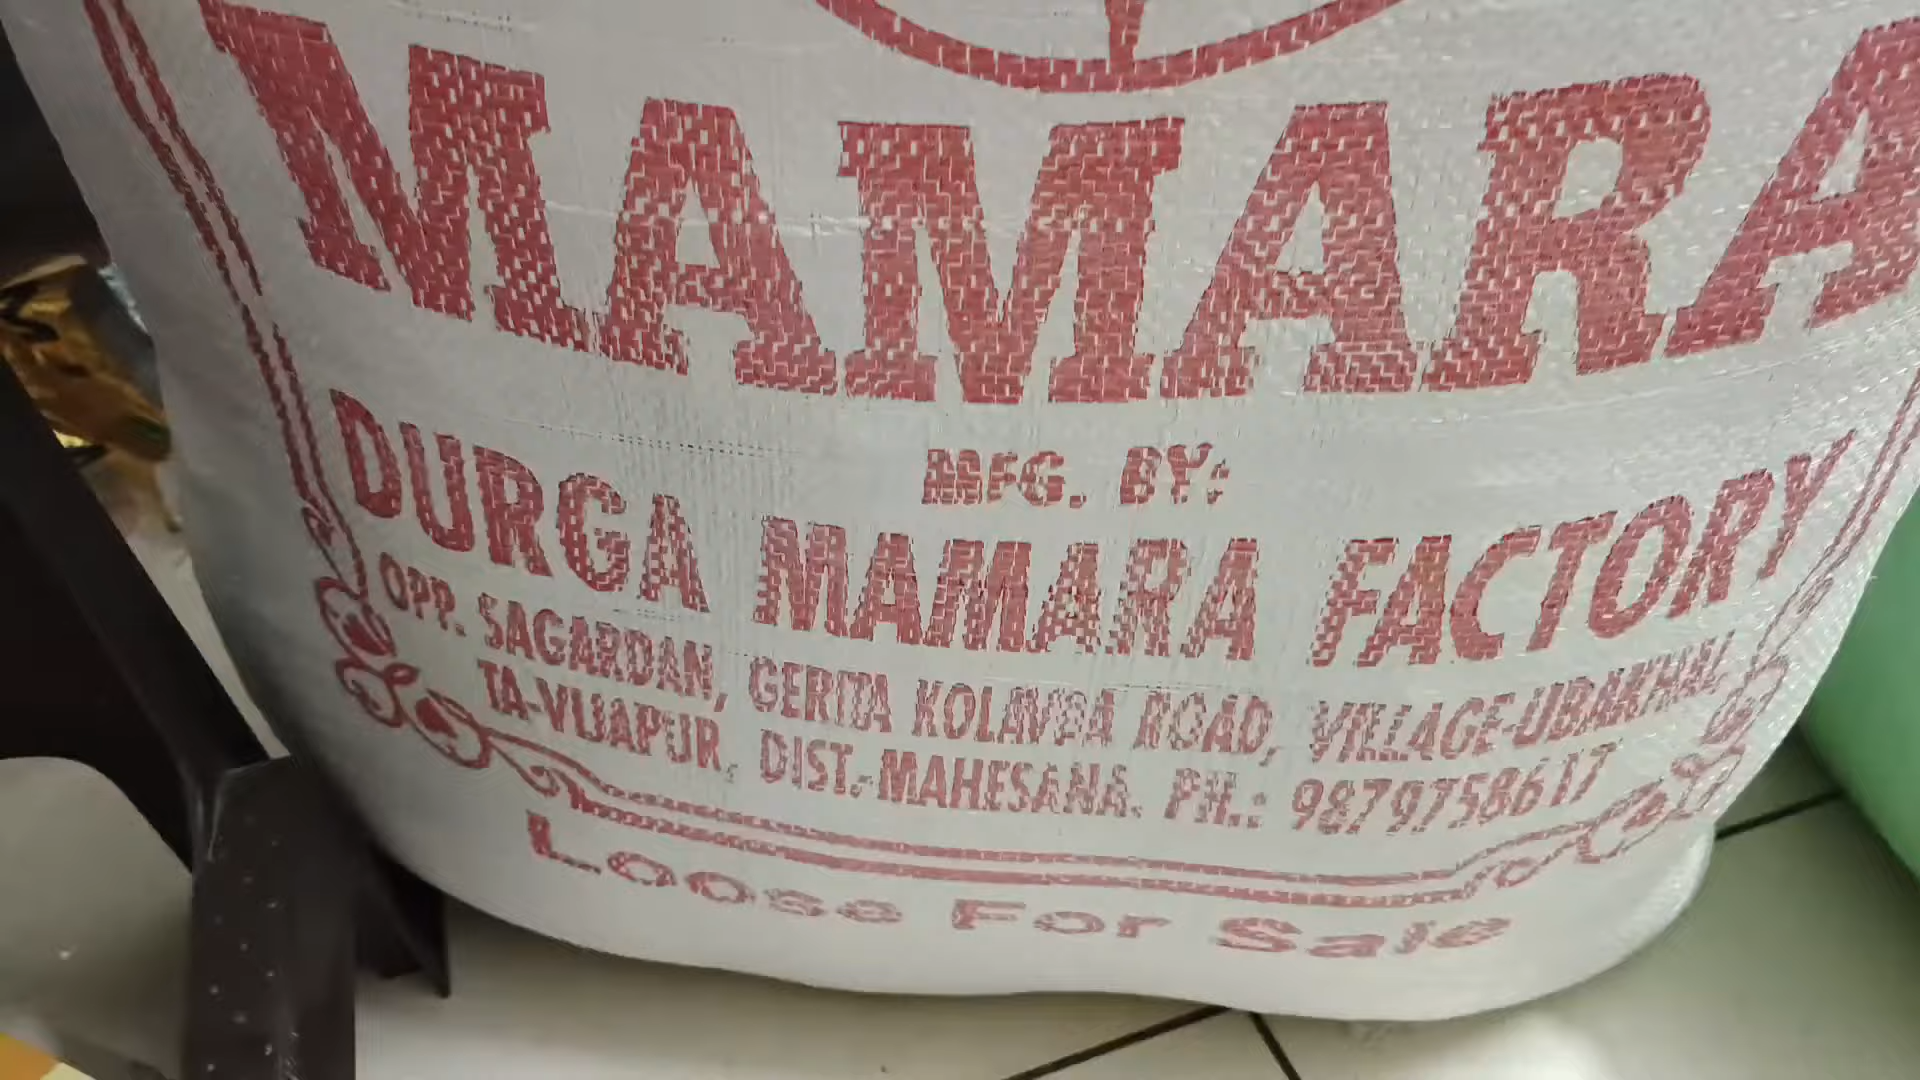 MAMARA
MFG. BY:
DURGA MAMARA FACTORY
OPP. SAGARDAN, GERITA KOLAVDA ROAD, VILLAGE-UBAKHAL
TA-VIJAPUR, DIST.-MAHESANA. PH.: 9879758617
Loose For Sale